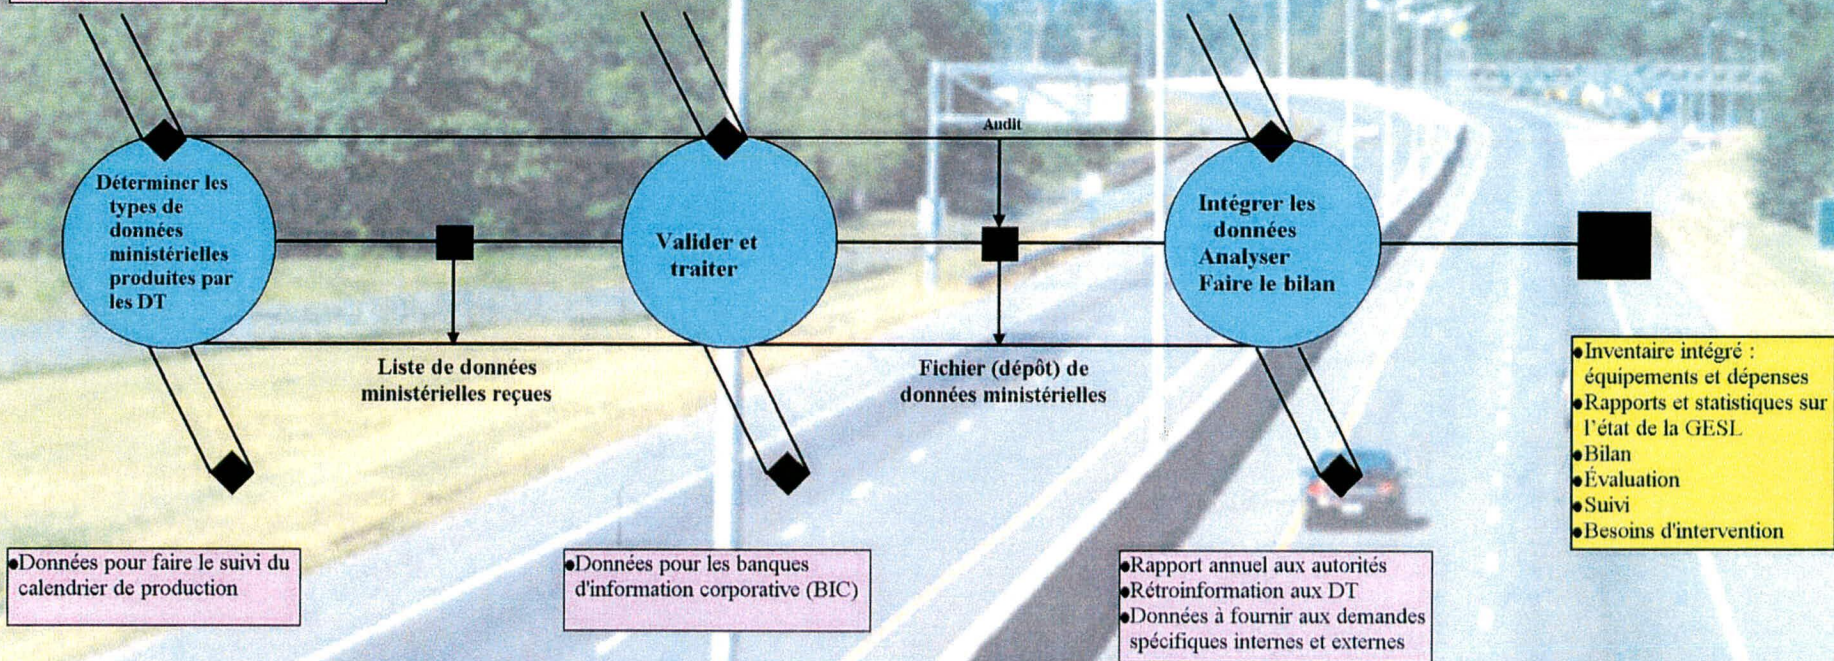 Audit
Déterminer les
types de
données
ministérielles
produites par
les DT
Valider et
traiter
Intégrer les
données
Analyser
Faire le bilan
Liste de données
ministérielles reçues
Fichier (dépôt) de
données ministérielles
•Inventaire intégré :
équipements et dépenses
•Rapports et statistiques sur
l'état de la GESL
•Bilan
•Évaluation
•Suivi
•Besoins d'intervention
•Données pour faire le suivi du
calendrier de production
•Données pour les banques
d'information corporative (BIC)
•Rapport annuel aux autorités
•Rétroinformation aux DT
•Données à fournir aux demandes
spécifiques internes et externes